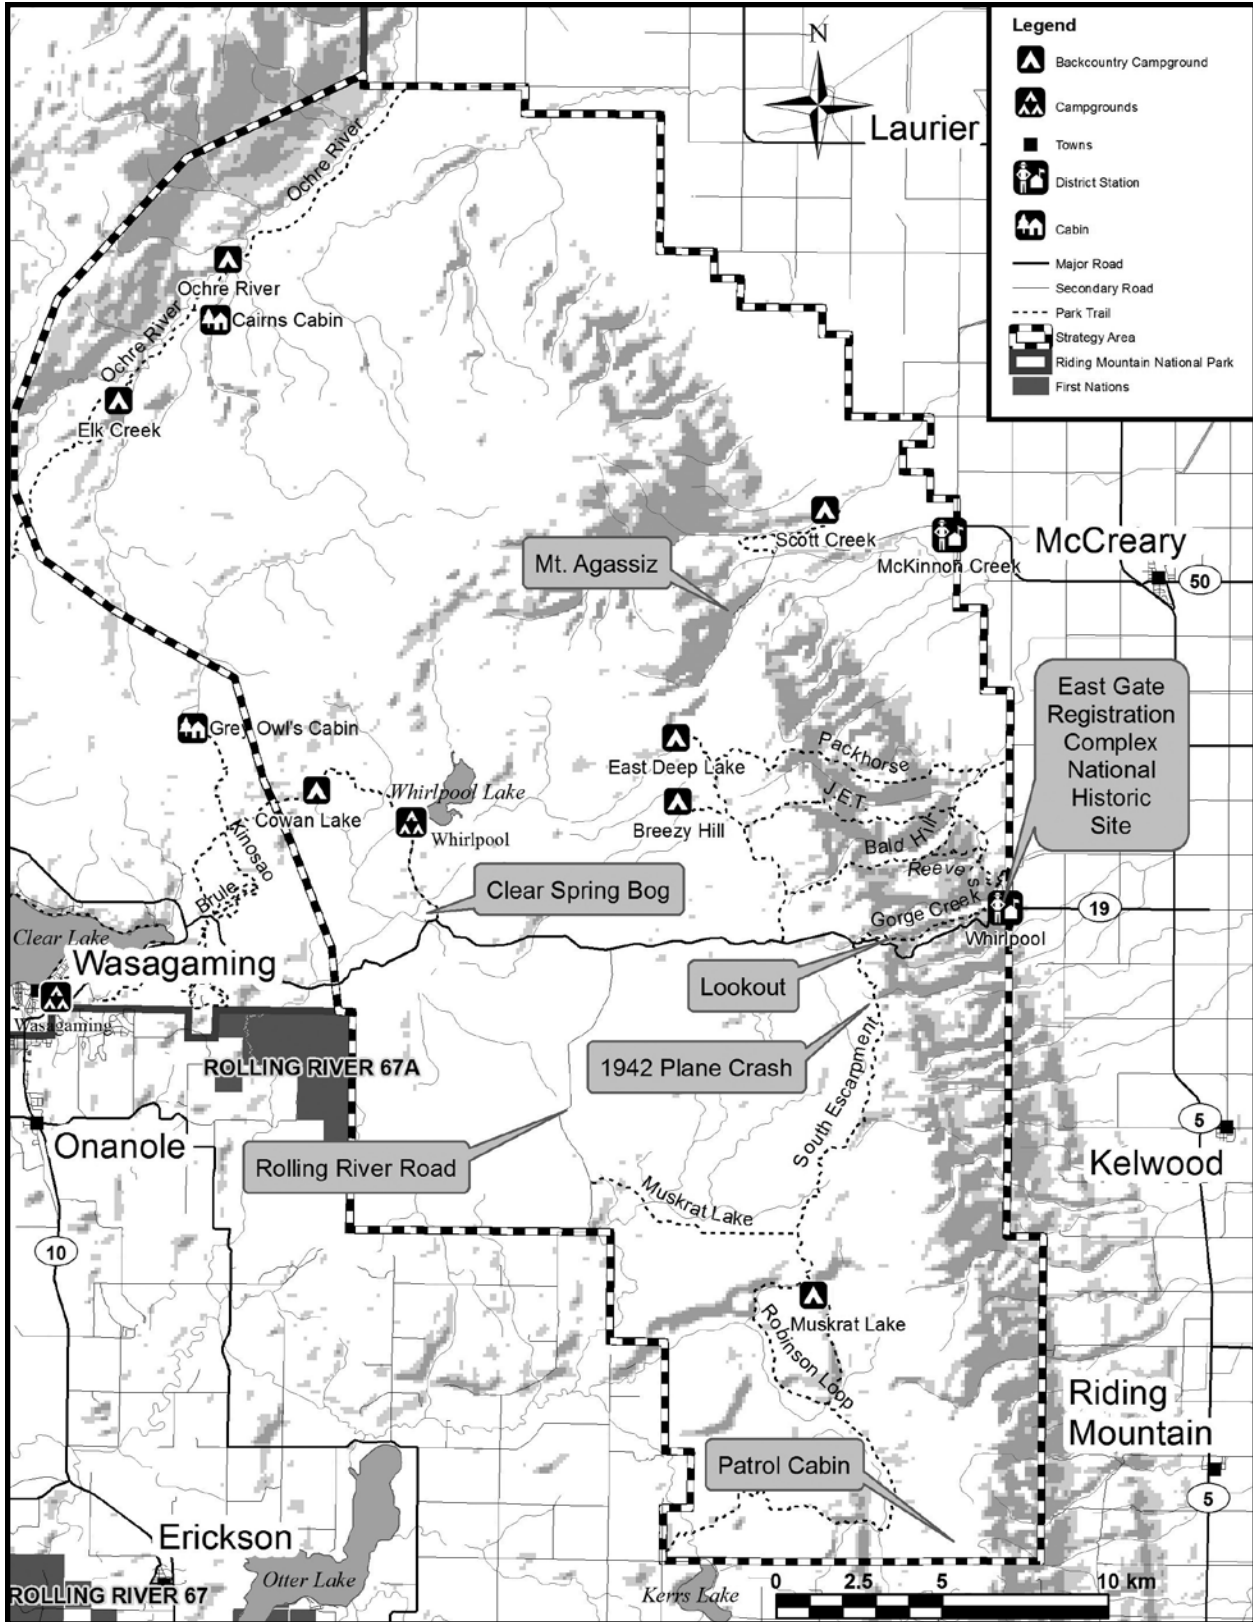 N
Laurier
Legend
Backcountry Campground
Campgrounds
Towns
District Station
Cabin
Major Road
Secondary Road
Park Trail
Strategy Area
Riding Mountain National Park
First Nations
Ochre River
Ochre River
Cairns Cabin
Ochre River
Elk Creek
Scott Creek
McKinnon Creek
McCreary
50
Mt. Agassiz
East Gate
Registration
Complex
National
Historic
Site
Grey Owl's Cabin
Packhorse
East Deep Lake
J.E.T.
Whirlpool Lake
Cowan Lake
Whirlpool
Breezy Hill
Bald Hill
Kinosao
Reeve's
Brule
Clear Spring Bog
Gorge Creek
19
Whirlpool
Clear Lake
Wasagaming
Lookout
Wasagaming
ROLLING RIVER 67A
1942 Plane Crash
South Escarpment
Onanole
Rolling River Road
5
Kelwood
Muskrat Lake
10
Muskrat Lake
Robinson Loop
Riding
Mountain
Patrol Cabin
5
Erickson
Otter Lake
Kerrs Lake
ROLLING RIVER 67
0 2.5 5 10 km